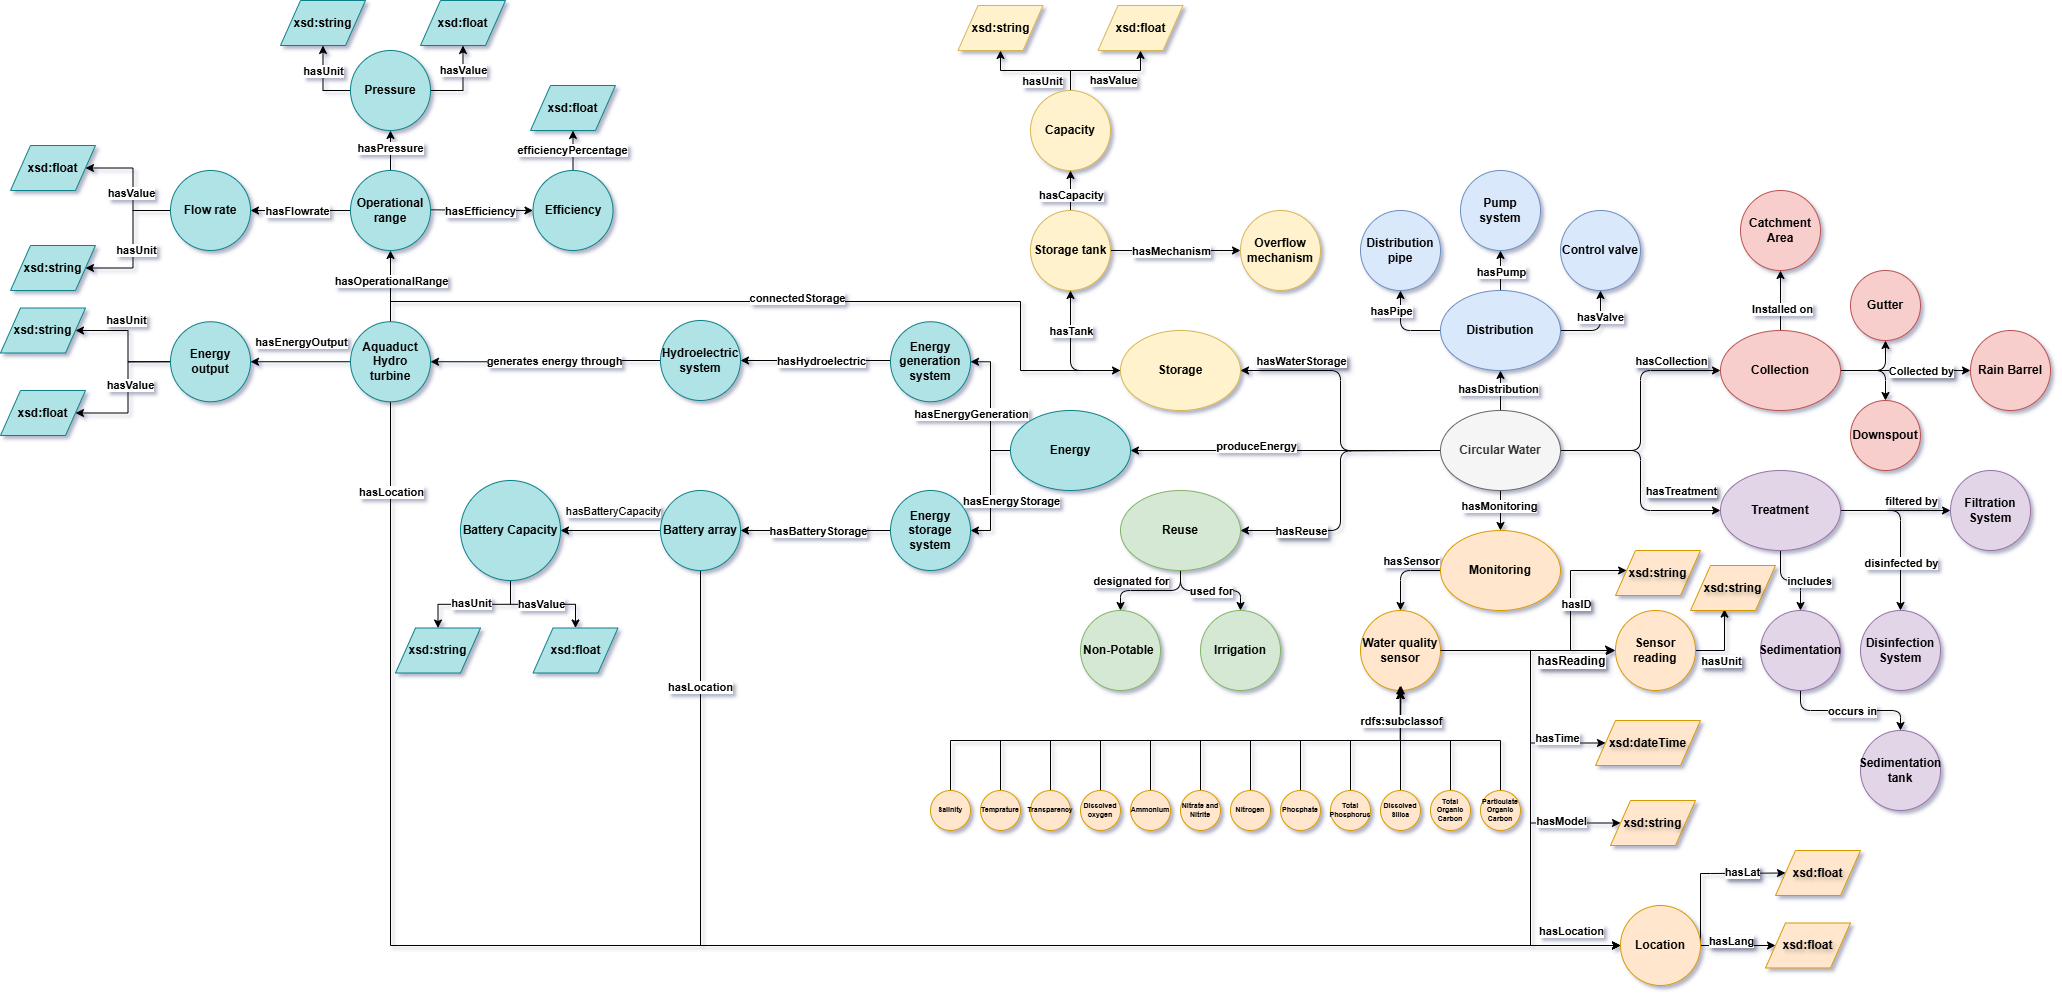 xsd:string
xsd:float
hasUnit
hasValue
Pressure
hasPressure
xsd:float
efficiencyPercentage
xsd:float
hasValue
Flow rate
hasFlowrate
Operational
range
hasEfficiency
Efficiency
hasUnit
xsd:string
hasOperationalRange
xsd:string
hasUnit
Energy
output
hasEnergyOutput
Aquaduct
Hydro
turbine
hasValue
xsd:float
generates energy through
Hydroelectric
system
hasHydroelectric
Energy
generation
system
connectedStorage
hasEnergyGeneration
Energy
hasEnergyStorage
hasLocation
Battery Capacity
hasBatteryCapacity
Battery array
hasBatteryStorage
Energy
storage
system
hasUnit
hasValue
xsd:string
xsd:float
hasLocation
xsd:string
xsd:float
hasUnit
hasValue
Capacity
hasCapacity
Storage tank
hasMechanism
Overflow
mechanism
hasTank
Storage
hasWaterStorage
produceEnergy
Reuse
hasReuse
designated for
used for
Non-Potable
Irrigation
Pump
system
Distribution
pipe
Control valve
hasPump
hasPipe
hasValve
Distribution
hasDistribution
Circular Water
hasMonitoring
Monitoring
hasSensor
Water quality
sensor
rdfs:subclassof
Salinity
Temprature
Transparency
Dissolved
oxygen
Ammonium
Nitrate and
Nitrite
Nitrogen
Phosphate
Total
Phosphorus
Dissolved
Silica
Total
Organic
Carbon
Particulate
Organic
Carbon
Catchment
Area
Installed on
Gutter
hasCollection
Collection
Collected by
Rain Barrel
Downspout
hasTreatment
Treatment
filtered by
Filtration
System
disinfected by
includes
Sedimentation
Disinfection
System
occurs in
Sedimentation
tank
xsd:string
xsd:string
hasID
hasReading
Sensor
reading
hasUnit
hasTime
xsd:dateTime
hasModel
xsd:string
hasLocation
Location
hasLat
xsd:float
hasLang
xsd:float